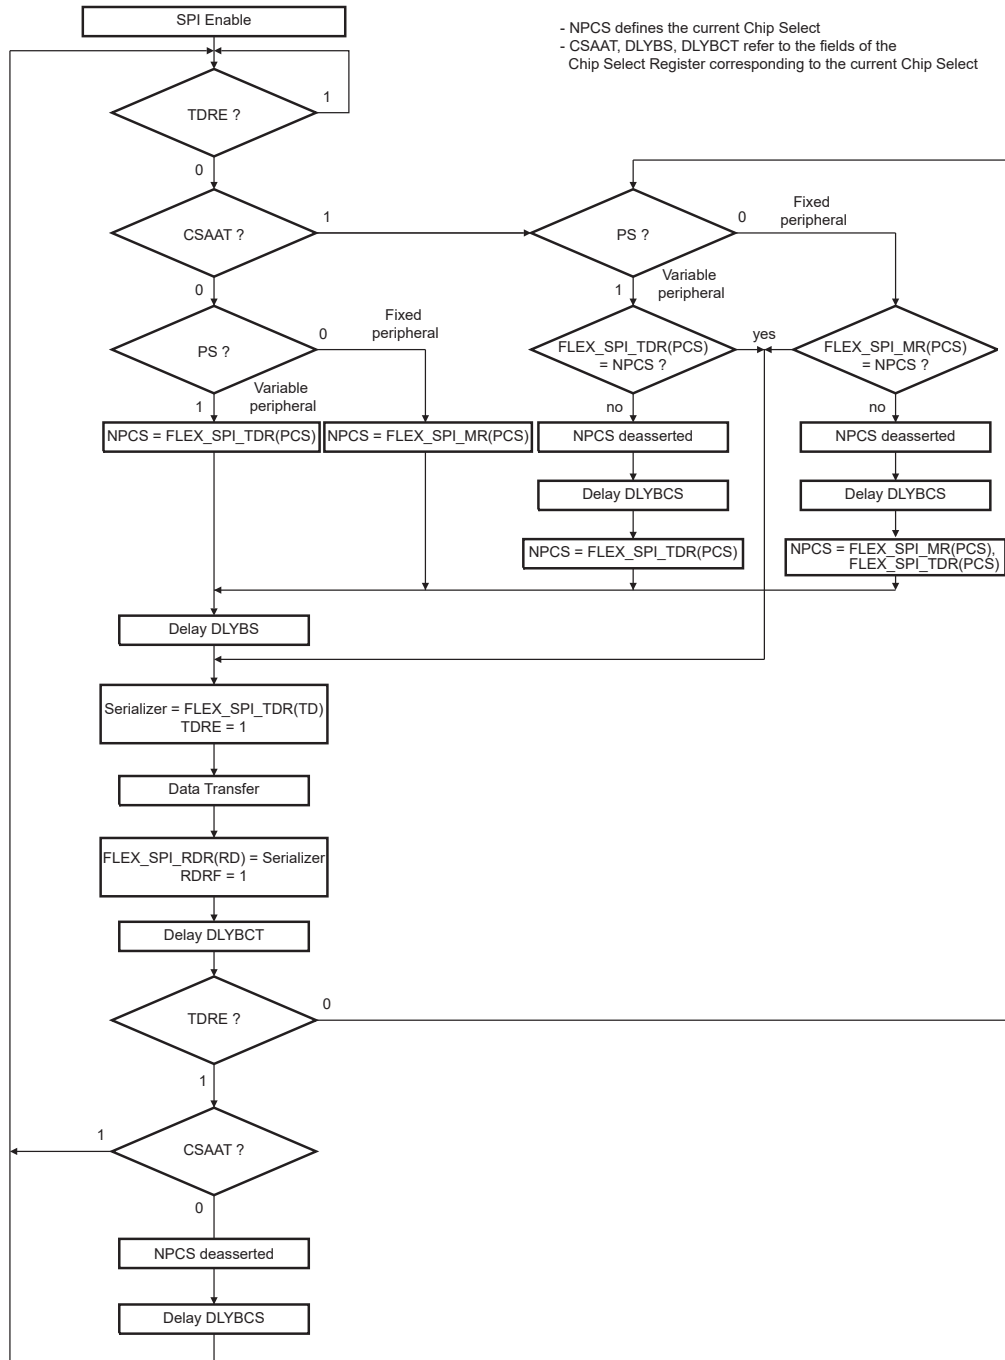 SPI Enable
- NPCS defines the current Chip Select
- CSAAT, DLYBS, DLYBCT refer to the fields of the
Chip Select Register corresponding to the current Chip Select
TDRE ?
1
0
CSAAT ?
1
PS ?
0
Fixed
peripheral
0
1
Variable
peripheral
PS ?
0
Fixed
peripheral
1
Variable
peripheral
FLEX_SPI_TDR(PCS)
= NPCS ?
yes
FLEX_SPI_MR(PCS)
= NPCS ?
no
no
NPCS = FLEX_SPI_TDR(PCS)
NPCS = FLEX_SPI_MR(PCS)
NPCS deasserted
NPCS deasserted
Delay DLYBCS
Delay DLYBCS
NPCS = FLEX_SPI_TDR(PCS)
NPCS = FLEX_SPI_MR(PCS),
FLEX_SPI_TDR(PCS)
Delay DLYBS
Serializer = FLEX_SPI_TDR(TD)
TDRE = 1
Data Transfer
FLEX_SPI_RDR(RD) = Serializer
RDRF = 1
Delay DLYBCT
TDRE ?
0
1
CSAAT ?
1
0
NPCS deasserted
Delay DLYBCS